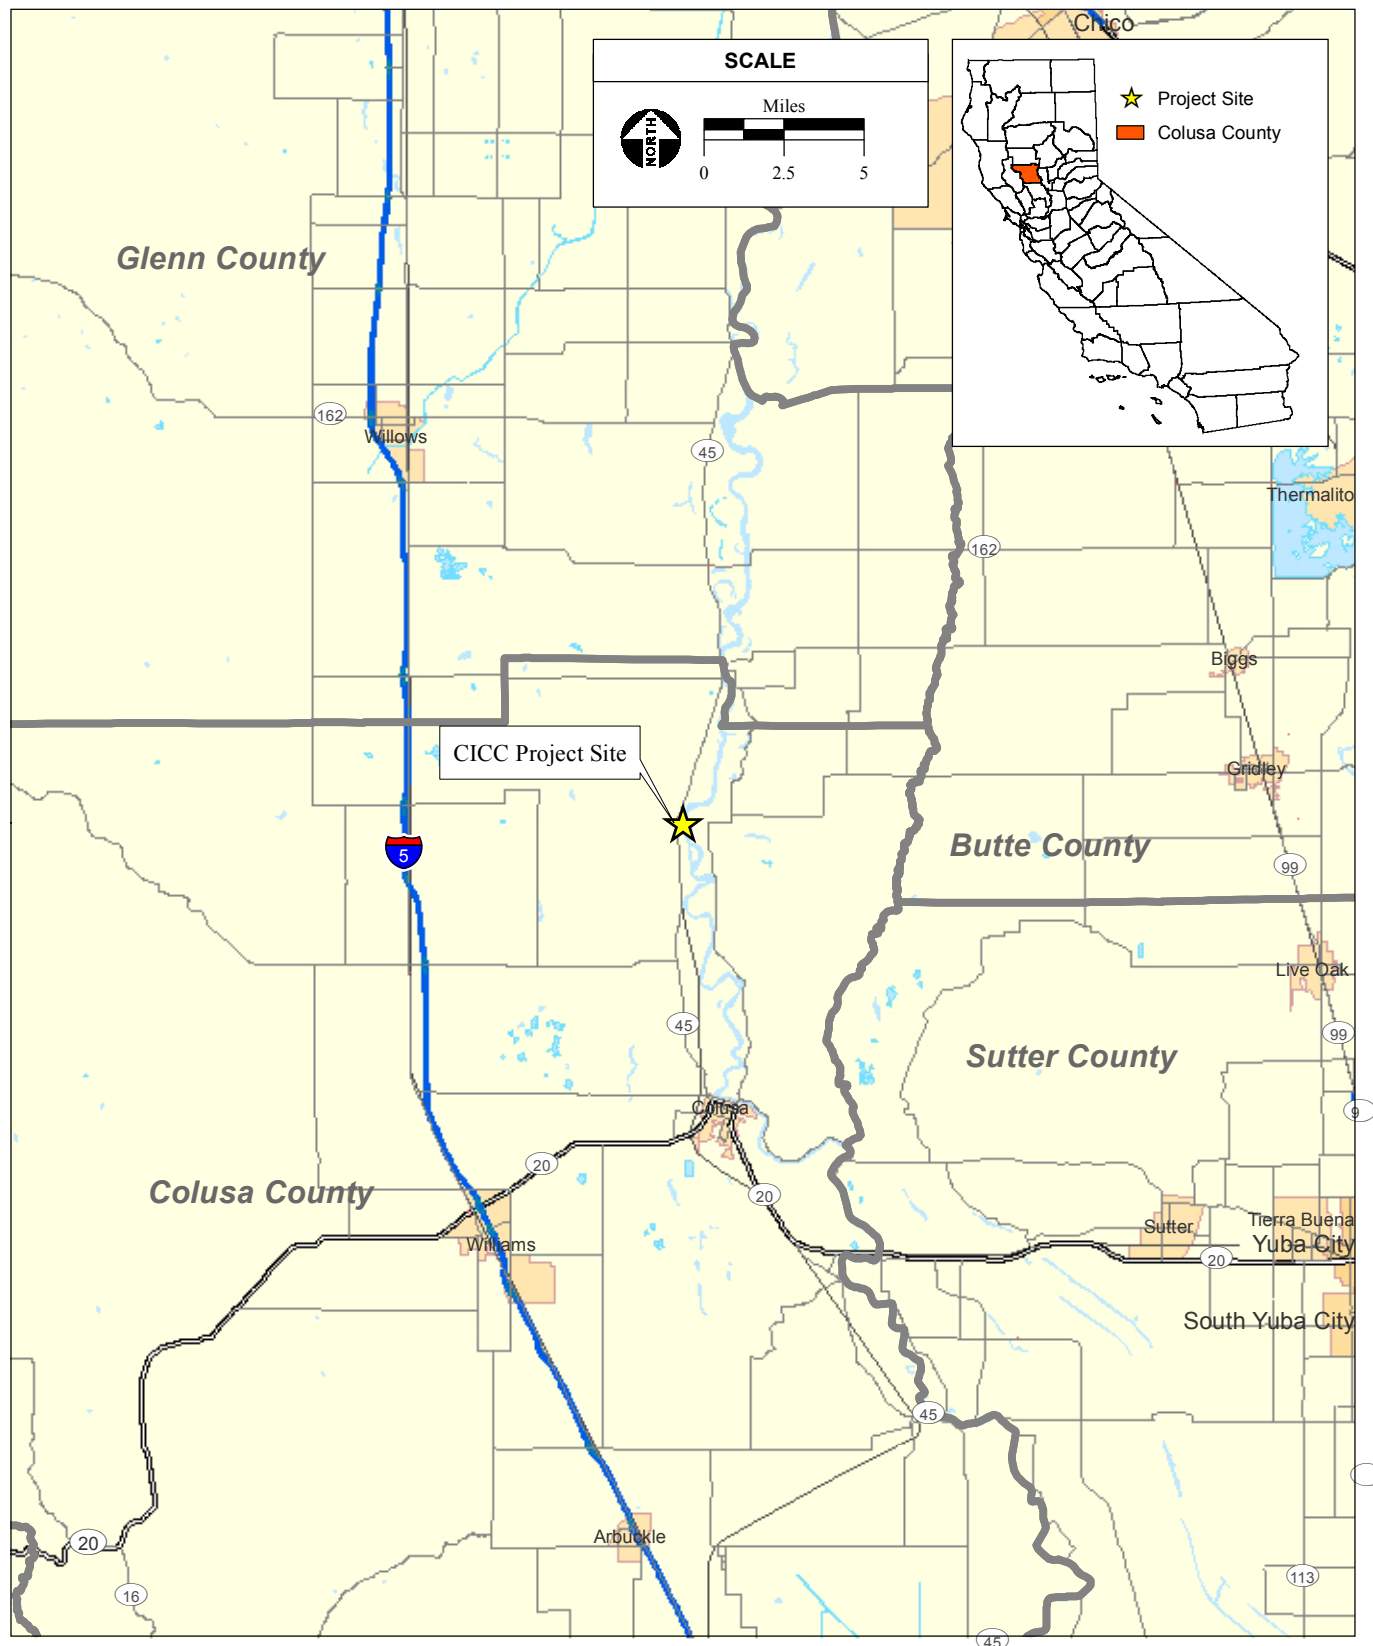 Chico
SCALE
Miles
NORTH
0 2.5 5
Project Site
Colusa County
Glenn County
162
Willows
45
Thermalito
162
Biggs
CICC Project Site
Gridley
5
Butte County
99
Live Oak
45
99
Sutter County
Colusa
9
20
Colusa County
20
Sutter
Tierra Buena
Williams
Yuba City
20
South Yuba City
45
Arbuckle
20
16
113
45